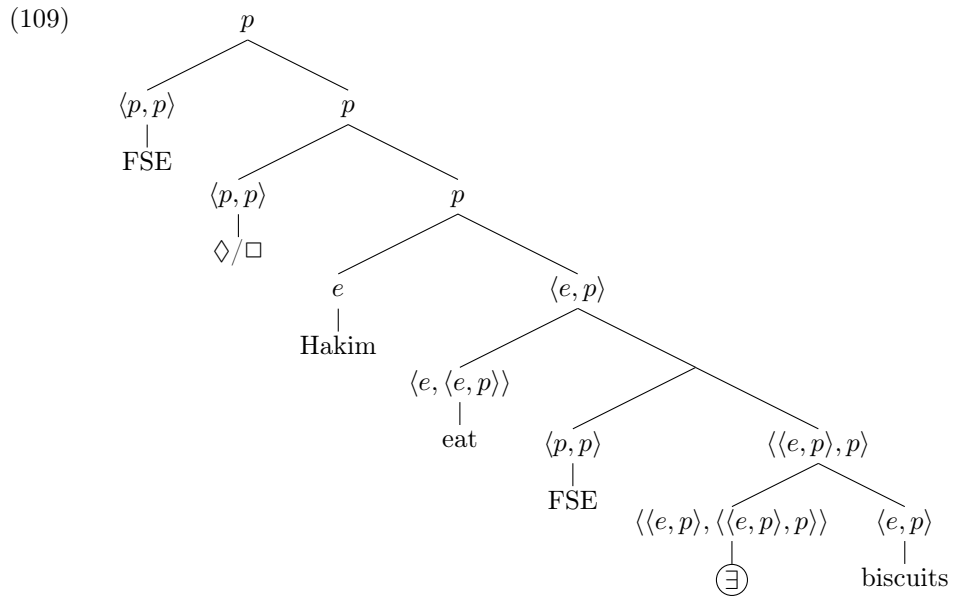 (109)
p
⟨p, p⟩ p
FSE
⟨p, p⟩ p
◇/□
e ⟨e, p⟩
Hakim
⟨e, ⟨e, p⟩⟩
eat
⟨p, p⟩ ⟨⟨e, p⟩, p⟩
FSE
⟨⟨e, p⟩, ⟨⟨e, p⟩, p⟩⟩ ⟨e, p⟩
∃ biscuits